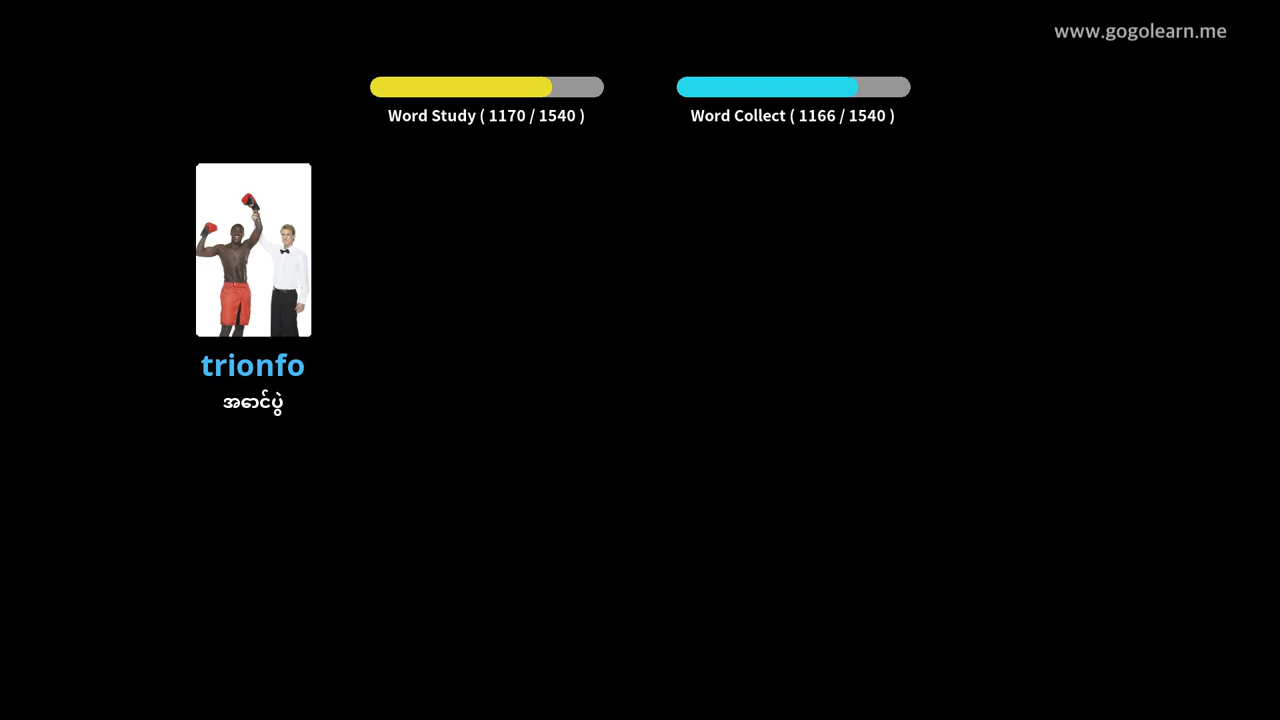 www.gogolearn.me
Word Study ( 1170 / 1540 )
Word Collect ( 1166 / 1540 )
trionfo
အောင်ပွဲ